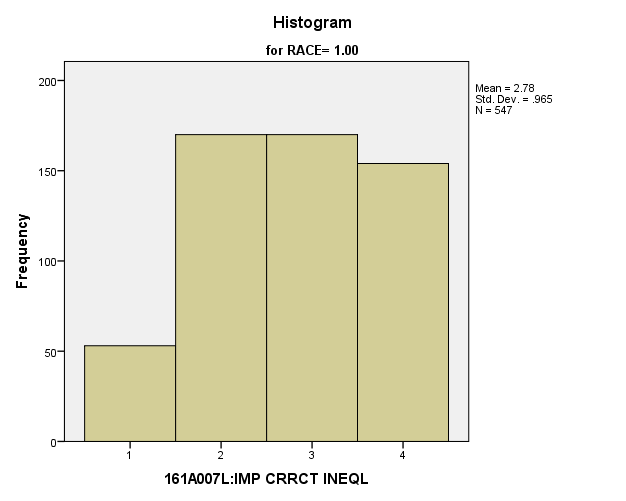 Histogram
for RACE= 1.00
Mean = 2.78
Std. Dev. = .965
N = 547
Frequency
200
150
100
50
0
1 2 3 4
161A007L:IMP CRRCT INEQL